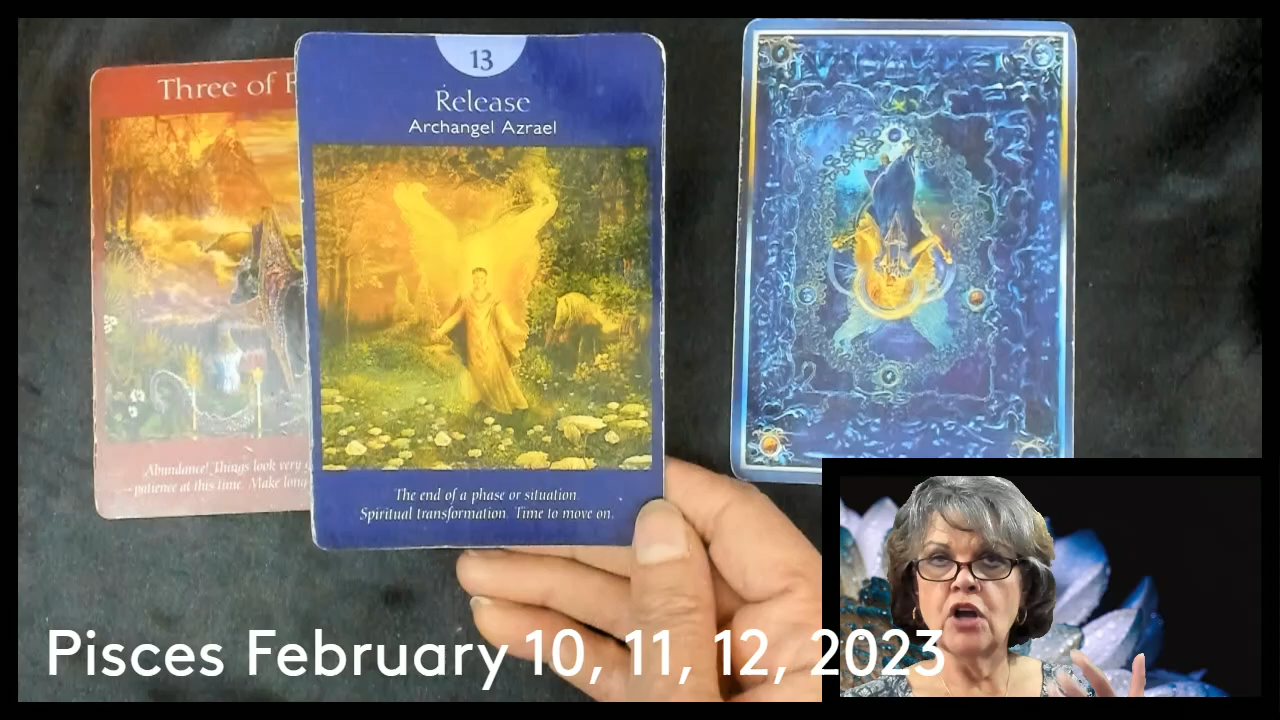 Three of
13
Release
Archangel Azrael
The end of a phase or situation.
Spiritual transformation. Time to move on.
Abundance! Things look very
patience at this time. Make long
Pisces February 10, 11, 12, 2023